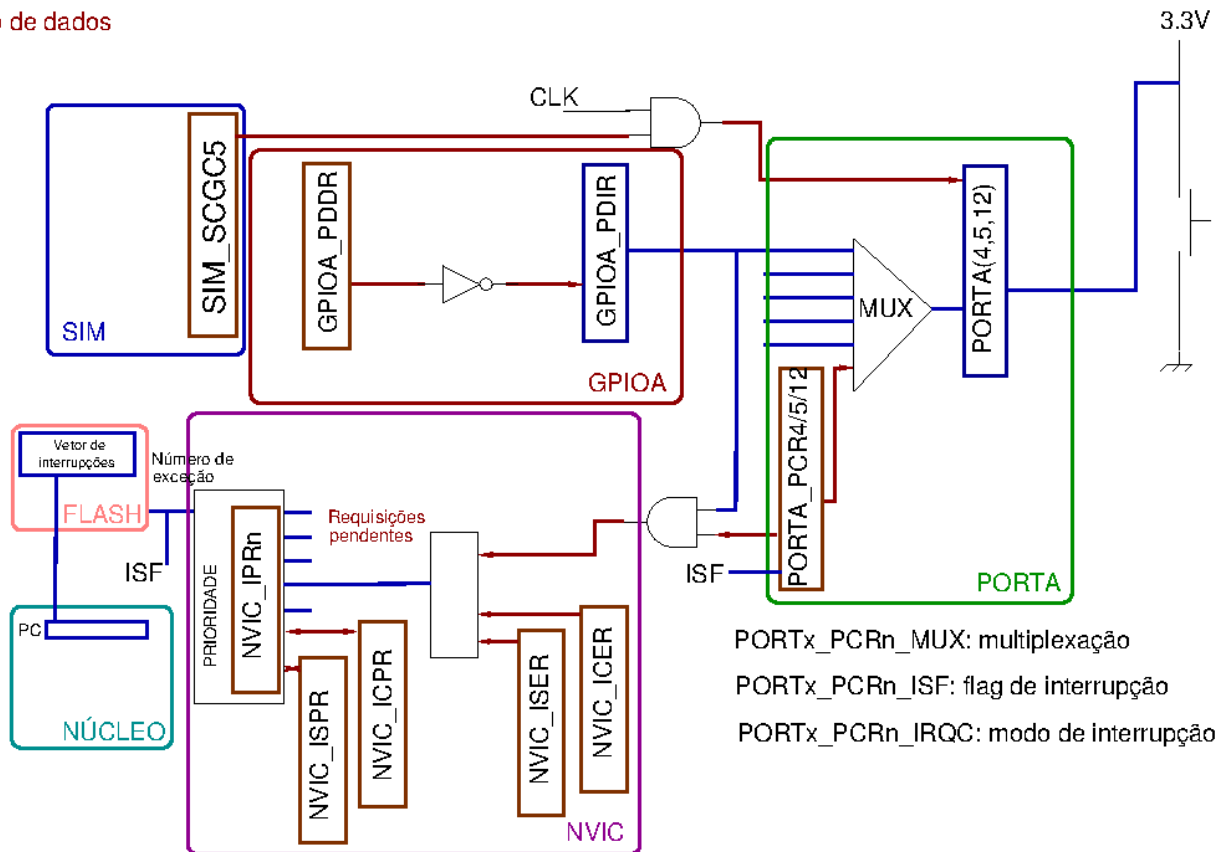 de dados
3.3V
CLK
SIM_SCGC5
SIM
GPIOA_PDDR
GPIOA_PDIR
GPIOA
MUX
PORTA(4,5,12)
PORTA_PCR4/5/12
PORTA
ISF
Vetor de
interrupções
FLASH
Número de
exceção
ISF
PC
NÚCLEO
PRIORIDADE
NVIC_IPRn
Requisições
pendentes
NVIC_ISPR
NVIC_ICPR
NVIC_ISER
NVIC_ICER
NVIC
PORTx_PCRn_MUX: multiplexação
PORTx_PCRn_ISF: flag de interrupção
PORTx_PCRn_IRQC: modo de interrupção